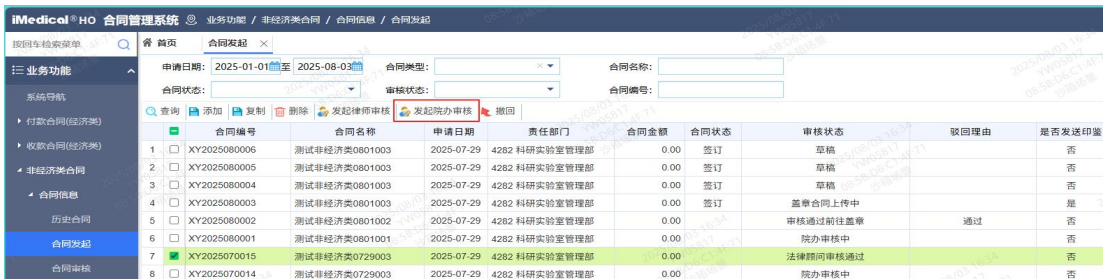 iMedical®HO 合同管理系统 业务功能 / 非经济类合同 / 合同信息 / 合同发起
按回车检索菜单 首页 合同发起 ×
业务功能 申请日期: 2025-01-01 至 2025-08-03 合同类型: 合同名称:
系统导航 合同状态: 审核状态: 合同编号:
查询 添加 复制 删除 发起律师审核 发起院办审核 撤回
付款合同(经济类) 合同编号 合同名称 申请日期 责任部门 合同金额 合同状态 审核状态 驳回理由 是否发送印鉴
收款合同(经济类) 1 XY2025080006 测试非经济类0801003 2025-07-29 4282 科研实验室管理部 0.00 签订 草稿 否
非经济类合同 2 XY2025080005 测试非经济类0801003 2025-07-29 4282 科研实验室管理部 0.00 签订 草稿 否
合同信息 3 XY2025080004 测试非经济类0801003 2025-07-29 4282 科研实验室管理部 0.00 签订 草稿 否
4 XY2025080003 测试非经济类0801003 2025-07-29 4282 科研实验室管理部 0.00 签订 盖章合同上传中 是
历史合同 5 XY2025080002 测试非经济类0801002 2025-07-29 4282 科研实验室管理部 0.00 审核通过前往盖章 通过 否
合同发起 6 XY2025080001 测试非经济类0801001 2025-07-29 4282 科研实验室管理部 0.00 院办审核中 否
7 XY2025070015 测试非经济类0729003 2025-07-29 4282 科研实验室管理部 0.00 法律顾问审核通过 否
合同审核 8 XY2025070014 测试非经济类0729003 2025-07-29 4282 科研实验室管理部 0.00 院办审核中 否